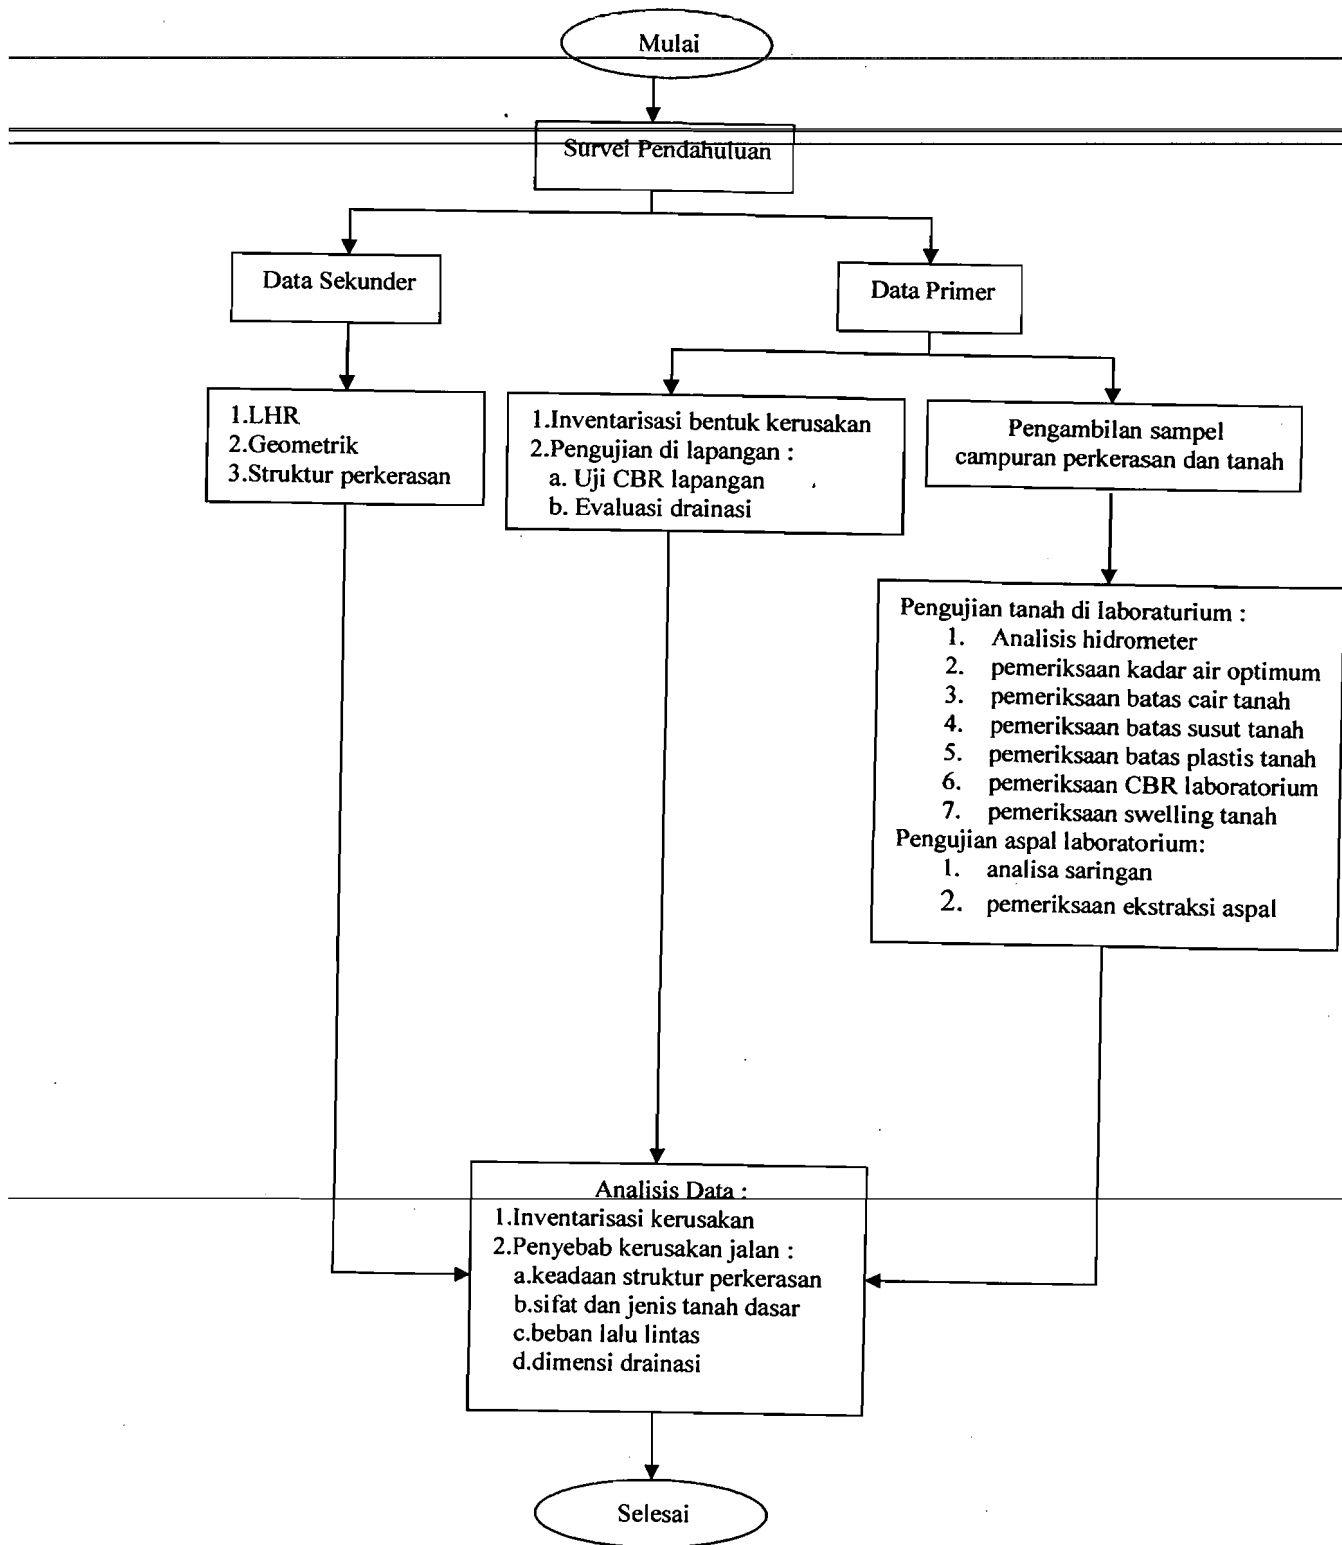 Mulai
Survei Pendahuluan
Data Sekunder
Data Primer
1.LHR
2.Geometrik
3.Struktur perkerasan
1.Inventarisasi bentuk kerusakan
2.Pengujian di lapangan :
a. Uji CBR lapangan
b. Evaluasi drainasi
Pengambilan sampel
campuran perkerasan dan tanah
Pengujian tanah di laboraturium :
1. Analisis hidrometer
2. pemeriksaan kadar air optimum
3. pemeriksaan batas cair tanah
4. pemeriksaan batas susut tanah
5. pemeriksaan batas plastis tanah
6. pemeriksaan CBR laboratorium
7. pemeriksaan swelling tanah
Pengujian aspal laboratorium:
1. analisa saringan
2. pemeriksaan ekstraksi aspal
Analisis Data :
1.Inventarisasi kerusakan
2.Penyebab kerusakan jalan :
a.keadaan struktur perkerasan
b.sifat dan jenis tanah dasar
c.beban lalu lintas
d.dimensi drainasi
Selesai